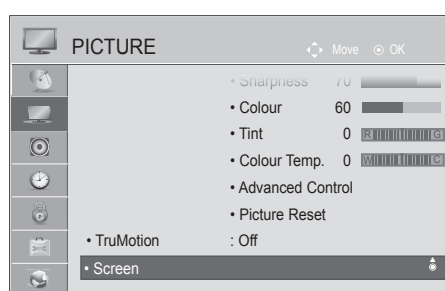 PICTURE Move OK
• Sharpness 70
• Colour 60
• Tint 0 R G
• Colour Temp. 0 W C
• Advanced Control
• Picture Reset
• TruMotion : Off
• Screen